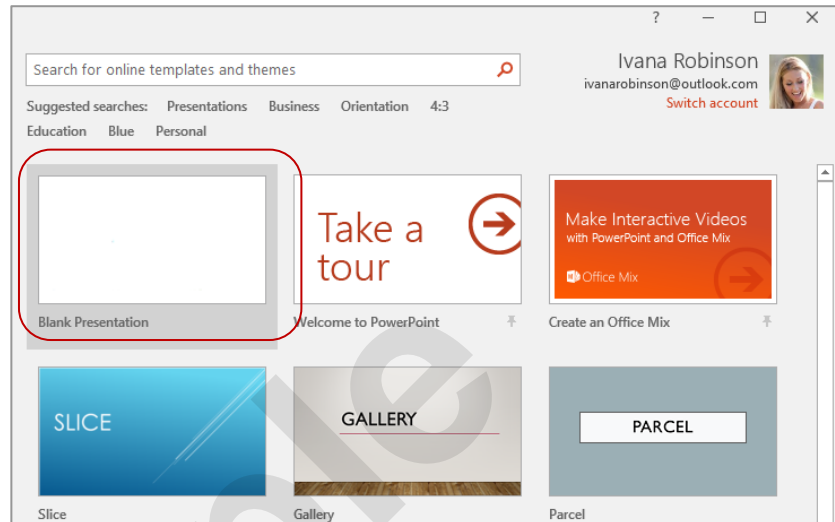 ?
Ivana Robinson
Search for online templates and themes
ivanarobinson@outlook.com
Switch account
Suggested searches: Presentations Business Orientation 4:3
Education Blue Personal
Take a
tour
Make Interactive Videos
with PowerPoint and Office Mix
Office Mix
Blank Presentation
Welcome to PowerPoint
Create an Office Mix
SLICE
GALLERY
PARCEL
Slice
Gallery
Parcel